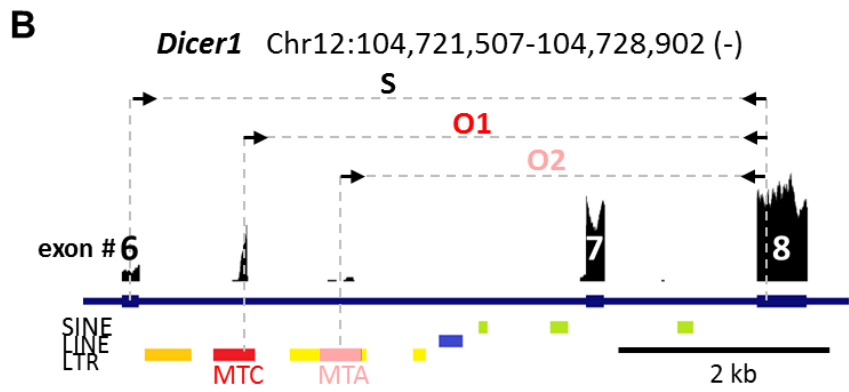 B
Dicer1 Chr12:104,721,507-104,728,902 (-)
S
O1
O2
exon # 6 7 8
SINE
LINE
LTR
MTC MTA 2 kb